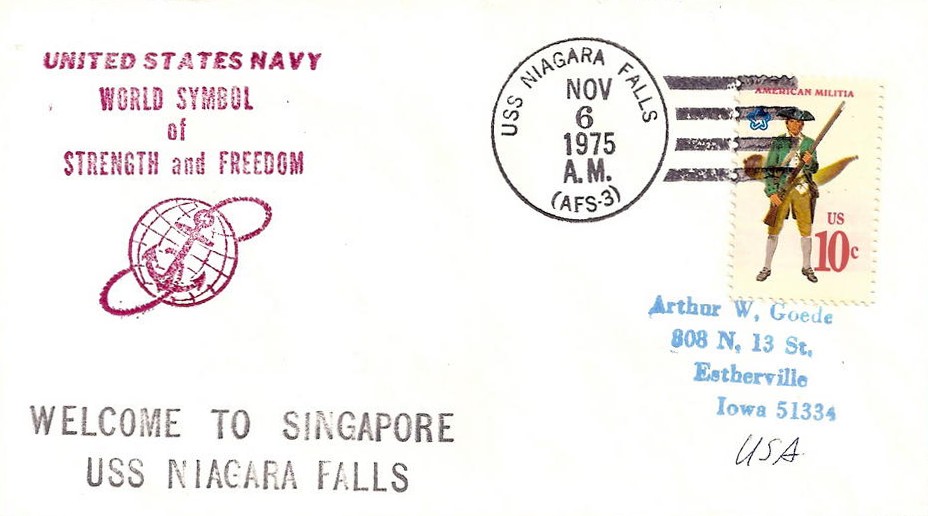 UNITED STATES NAVY
WORLD SYMBOL
of
STRENGTH and FREEDOM
WELCOME TO SINGAPORE
USS NIAGARA FALLS
USS NIAGARA FALLS
NOV
6
1975
A.M.
(AFS-3)
AMERICAN MILITIA
US
10c
Arthur W. Goede
808 N. 13 St.
Estherville
Iowa 51334
USA